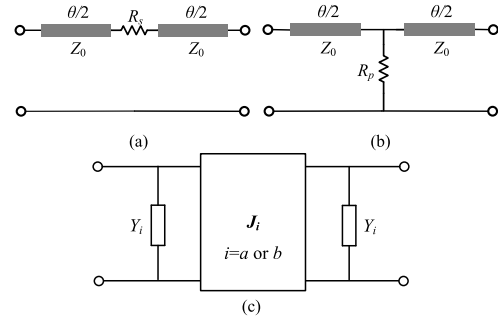 θ/2 R_s θ/2 θ/2 θ/2
Z_0 Z_0 Z_0 Z_0
R_p
(a) (b)
Y_i J_i Y_i
i=a or b
(c)